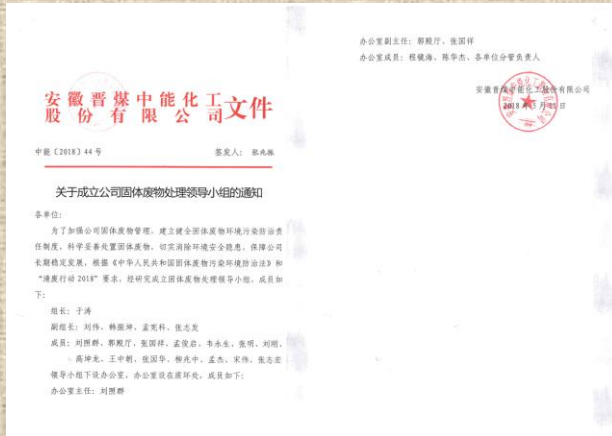 安徽晋煤中能化工
股份有限公司文件
中能〔2018〕44号 签发人：张兆振
关于成立公司固体废物处理领导小组的通知
各单位：
为了加强公司固体废物管理，建立健全固体废物环境污染防治责
任制度，科学妥善处置固体废物，切实消除环境安全隐患，保障公司
长期稳定发展，根据《中华人民共和国固体废物污染环境防治法》和
“清废行动2018”要求，经研究成立固体废物处理领导小组，成员如
下：
组长：于涛
副组长：刘伟、韩振坤、孟宪科、张志发
成员：刘照群、郭殿厅、张国祥、孟俊启、韦永生、张明、刘刚、
高坤龙、王中朝、张国华、柳兆中、孟杰、宋伟、张志宏
领导小组下设办公室，办公室设在质环处，成员如下：
办公室主任：刘照群
办公室副主任：郭殿厅、张国祥
办公室成员：程镜海、陈华杰、各单位分管负责人
安徽晋煤中能化工股份有限公司
2018年 月 日